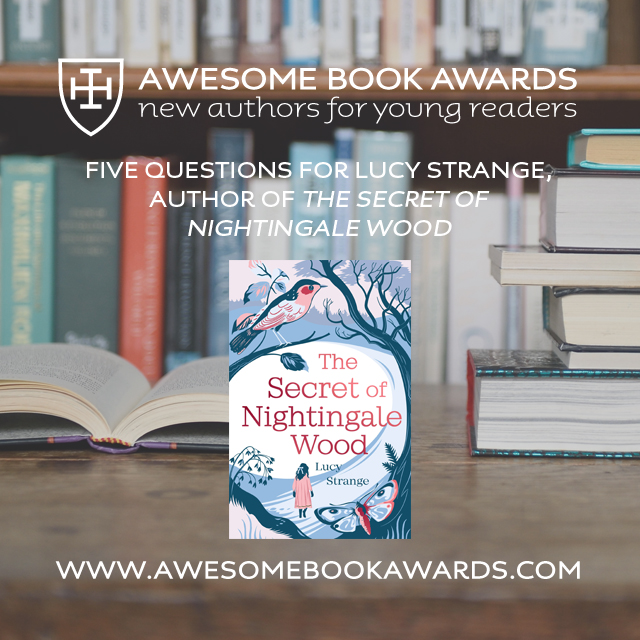 AWESOME BOOK AWARDS
new authors for young readers
FIVE QUESTIONS FOR LUCY STRANGE,
AUTHOR OF THE SECRET OF
NIGHTINGALE WOOD
The
Secret of
Nightingale
Wood
Lucy
Strange
WWW.AWESOMEBOOKAWARDS.COM